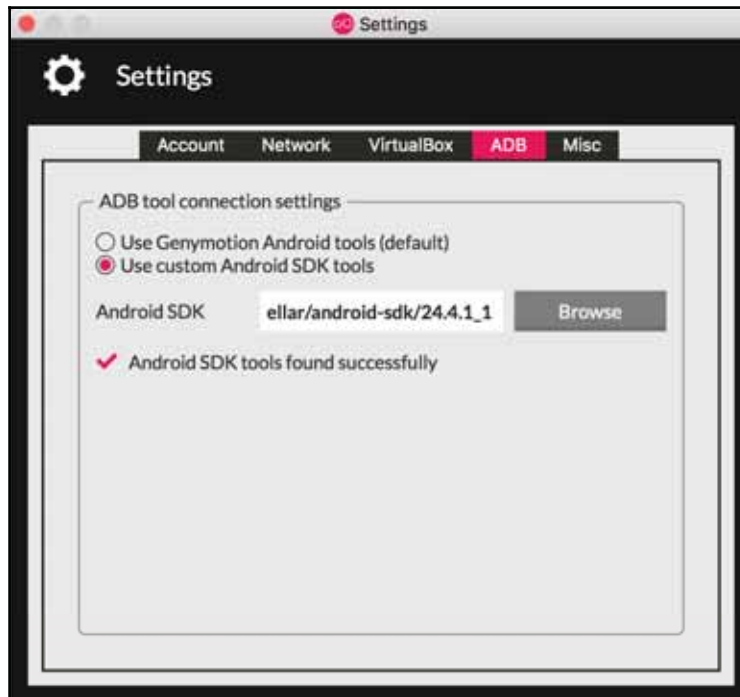 Settings
Settings
Account Network VirtualBox ADB Misc
ADB tool connection settings
Use Genymotion Android tools (default)
Use custom Android SDK tools
Android SDK ellar/android-sdk/24.4.1_1 Browse
Android SDK tools found successfully